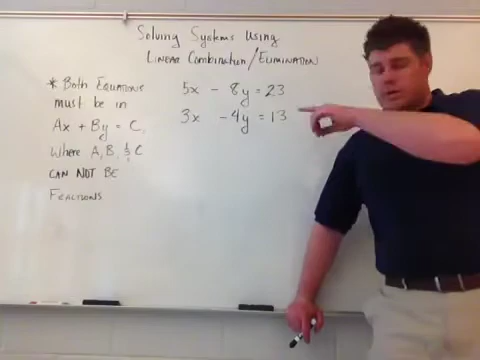 Solving Systems Using
Linear Combination/Elimination
* Both Equations
must be in
Ax + By = C,
Where A, B, & C
CAN NOT BE
Fractions
5x - 8y = 23
3x - 4y = 13